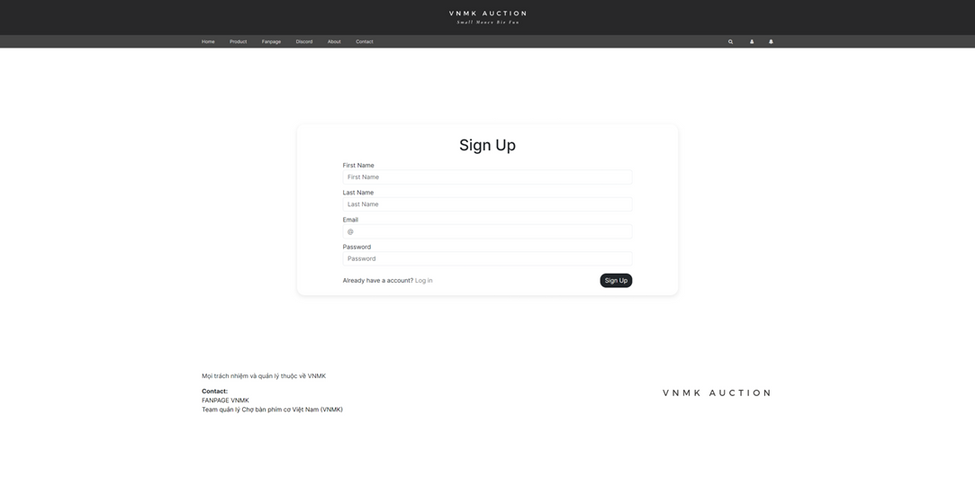 VNMK AUCTION
Small Money Big Fun
Home Product Fanpage Discord About Contact
Sign Up
First Name
First Name
Last Name
Last Name
Email
@
Password
Password
Already have a account? Log in Sign Up
Mọi trách nhiệm và quản lý thuộc về VNMK
Contact:
FANPAGE VNMK
VNMK AUCTION
Team quản lý Chợ bàn phím cơ Việt Nam (VNMK)